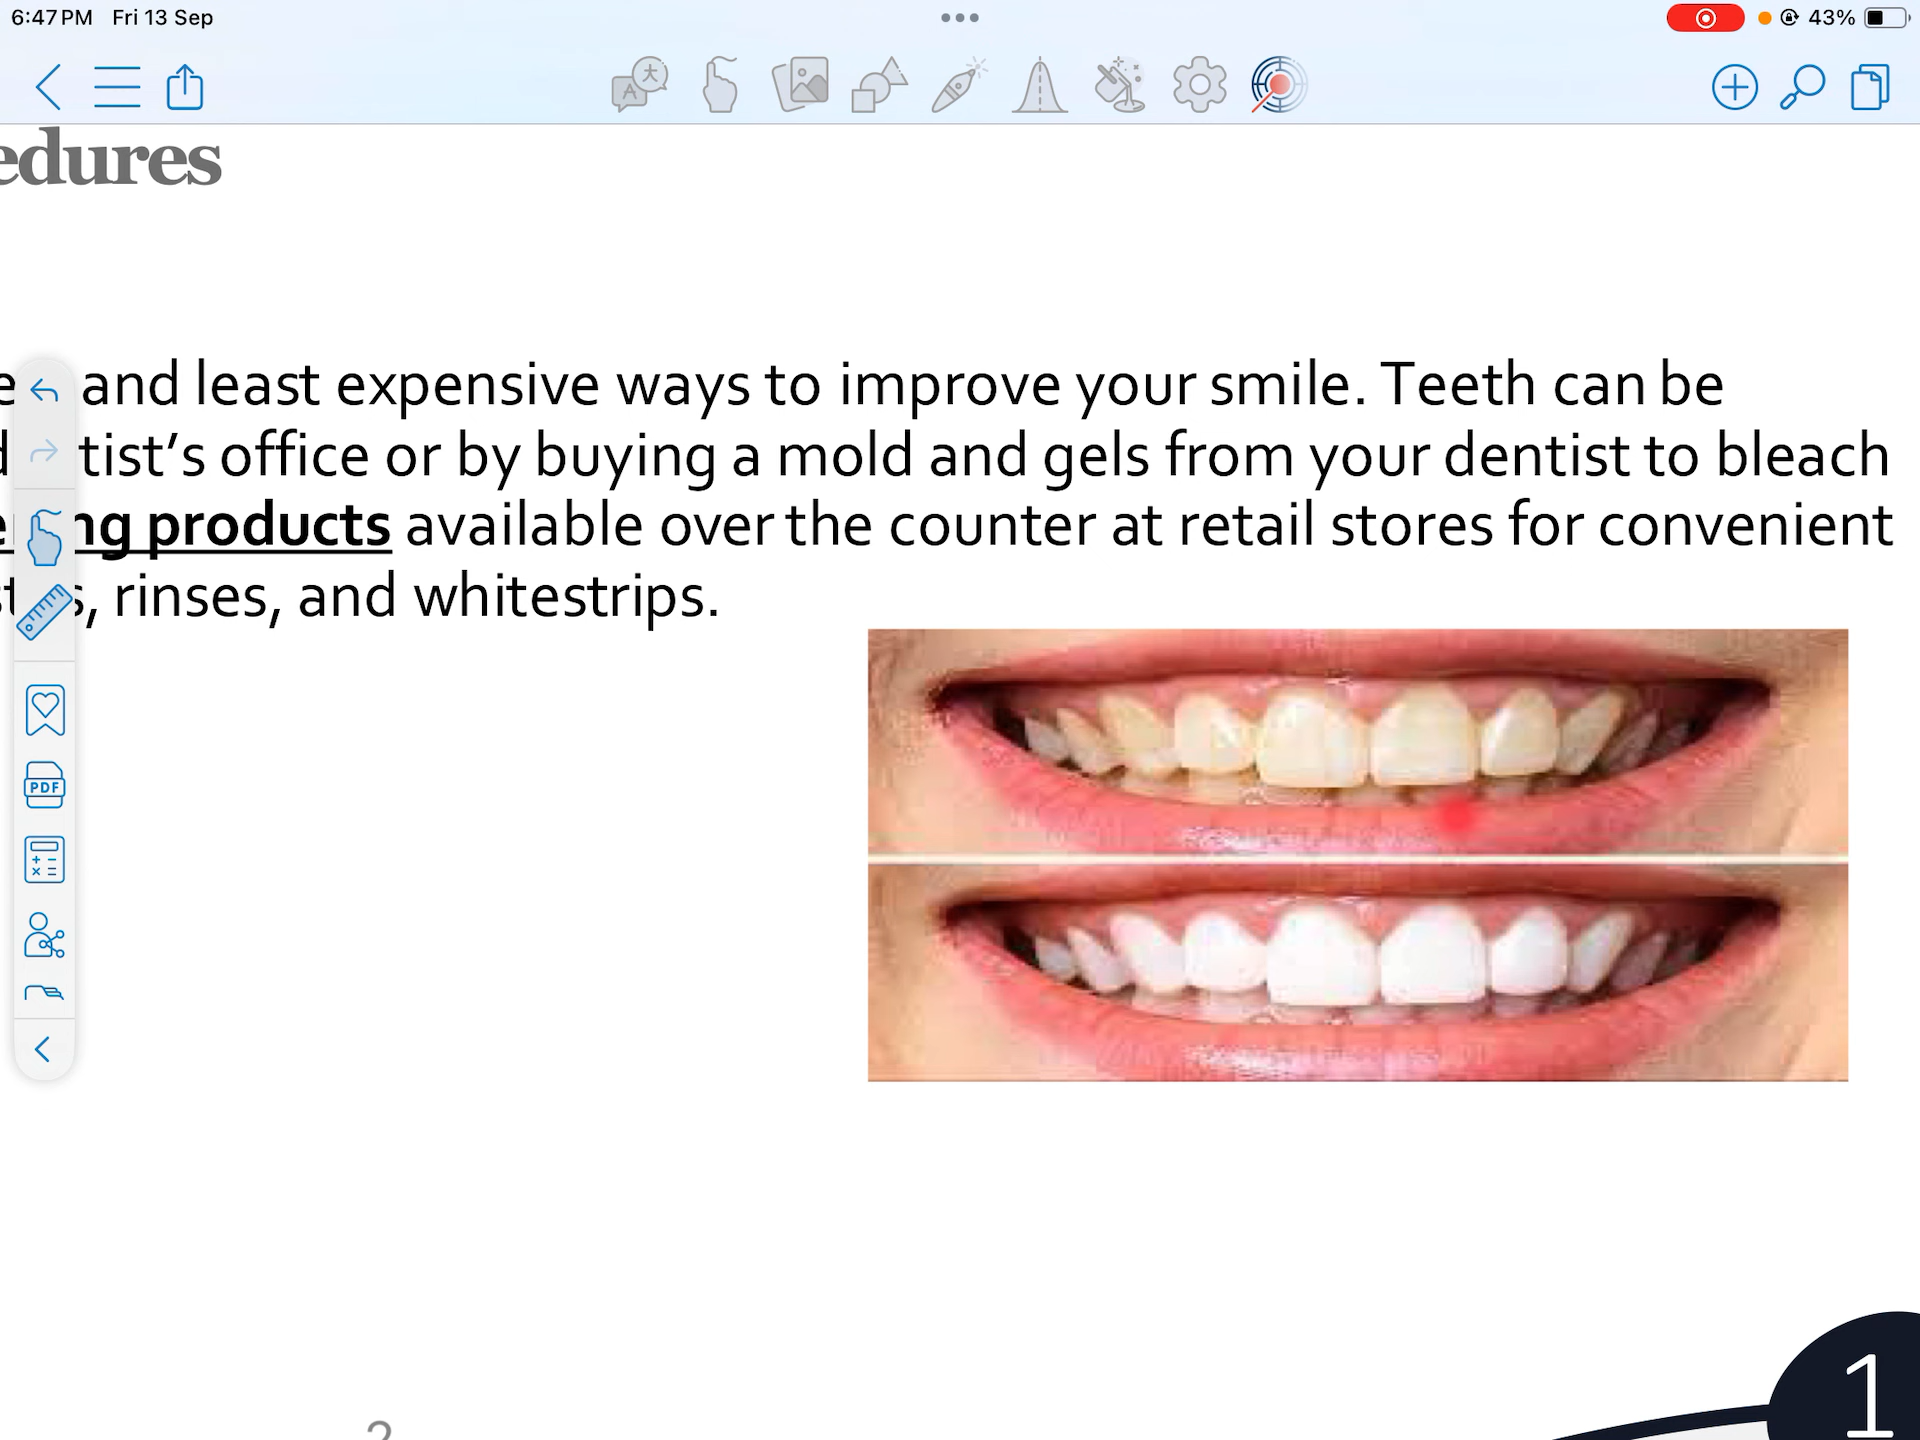 6:47 PM Fri 13 Sep 43%
edures
and least expensive ways to improve your smile. Teeth can be
tist's office or by buying a mold and gels from your dentist to bleach
ng products available over the counter at retail stores for convenient
s, rinses, and whitestrips.
PDF
1